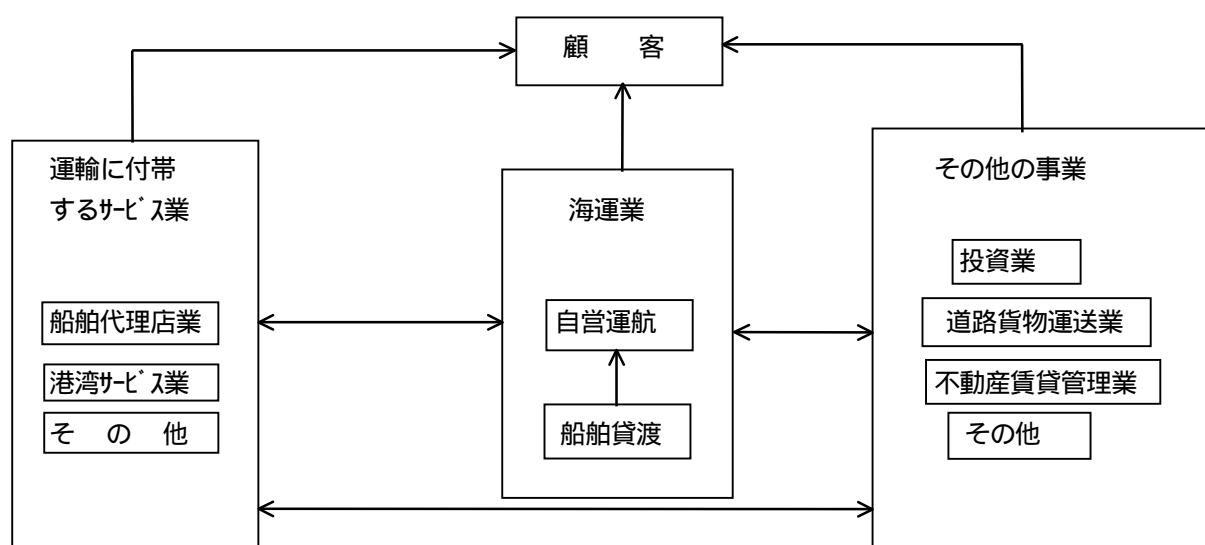 顧　客
運輸に付帯
するｻｰﾋﾞｽ業
船舶代理店業
港湾ｻｰﾋﾞｽ業
そ　の　他
海運業
自営運航
船舶貸渡
その他の事業
投資業
道路貨物運送業
不動産賃貸管理業
その他